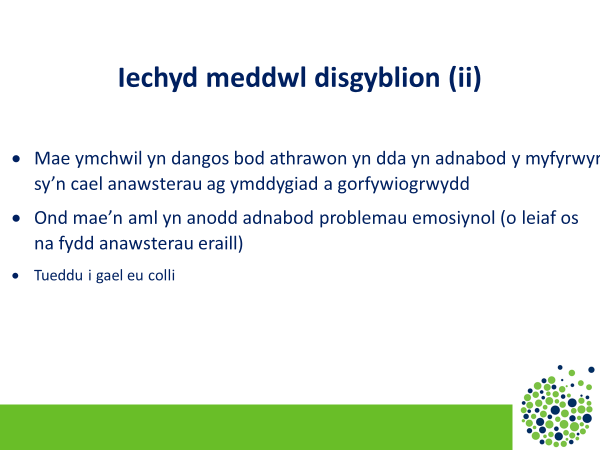 Iechyd meddwl disgyblion (ii)
• Mae ymchwil yn dangos bod athrawon yn dda yn adnabod y myfyrwyr
sy’n cael anawsterau ag ymddygiad a gorfywiogrwydd
• Ond mae’n aml yn anodd adnabod problemau emosiynol (o leiaf os
na fydd anawsterau eraill)
• Tueddu i gael eu colli